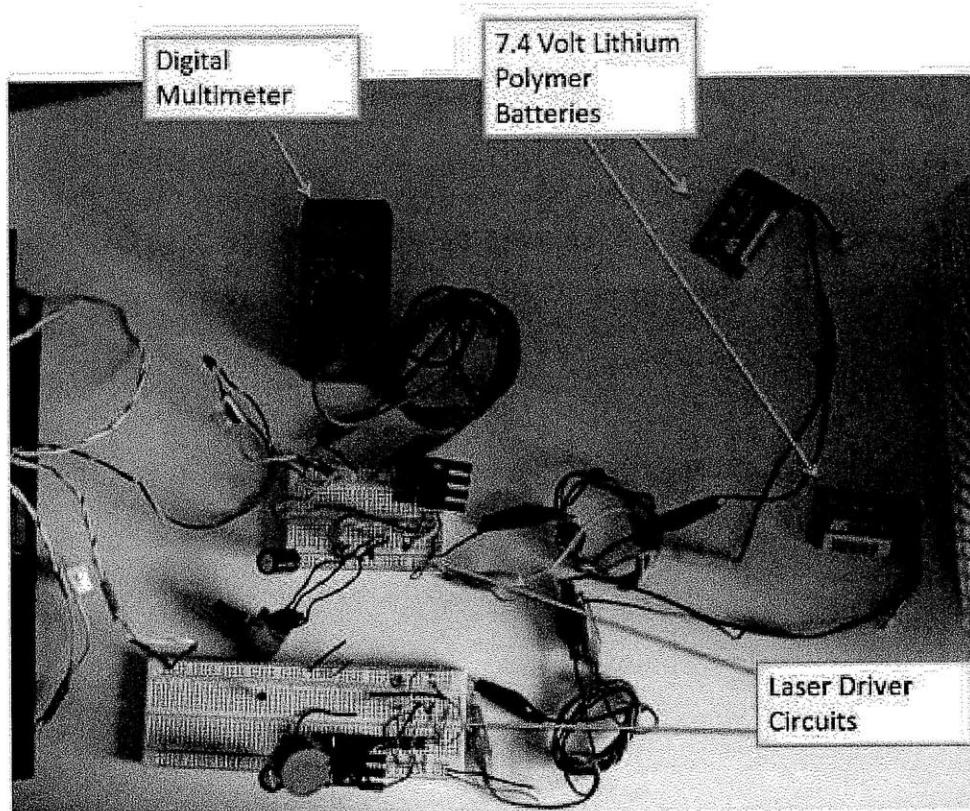 Digital
Multimeter
7.4 Volt Lithium
Polymer
Batteries
Laser Driver
Circuits